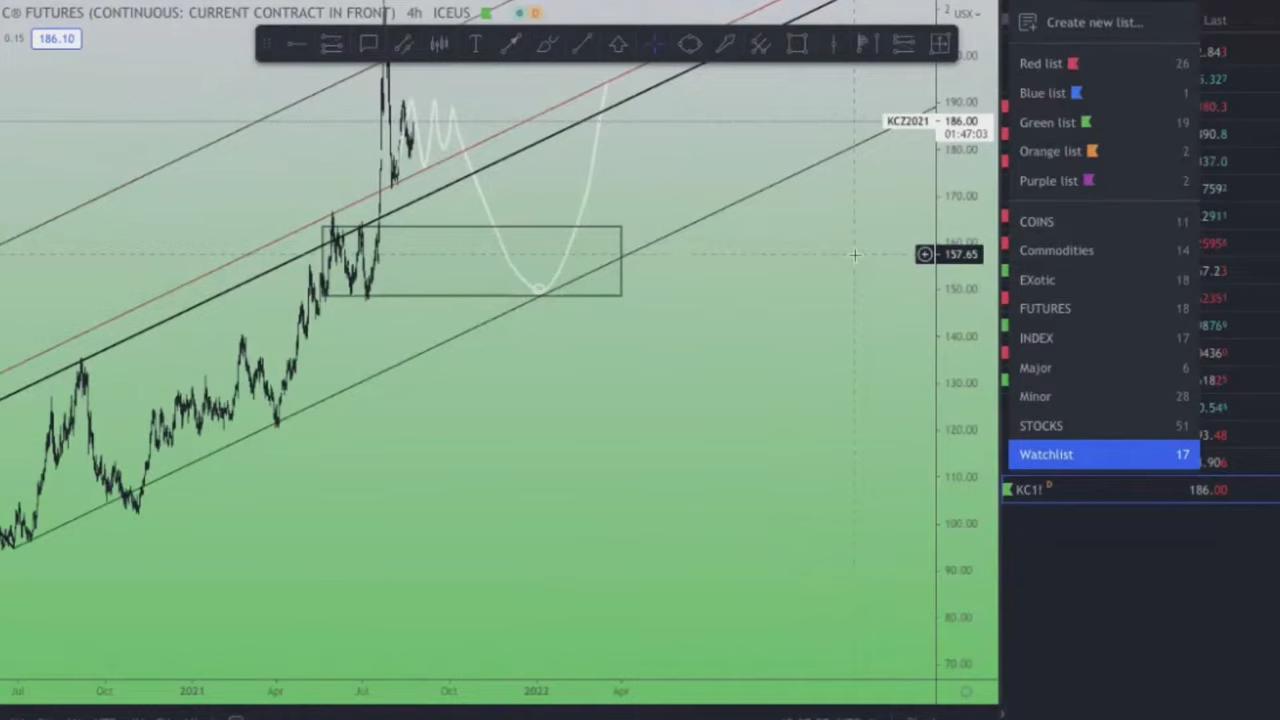 C® FUTURES (CONTINUOUS: CURRENT CONTRACT IN FRONT) 4h ICEUS D
0.15 186.10
USX
190.00
KCZ2021 186.00
01:47:03
180.00
170.00
157.65
150.00
140.00
130.00
120.00
110.00
100.00
90.00
80.00
70.00
Jul Oct 2021 Apr Jul Oct 2022 Apr
Create new list... Last
Red list 26
Blue list 1
Green list 19
Orange list 2
Purple list 2
COINS 11
Commodities 14
EXotic 18
FUTURES 18
INDEX 17
Major 6
Minor 28
STOCKS 51
Watchlist 17
KC1! D 186.00